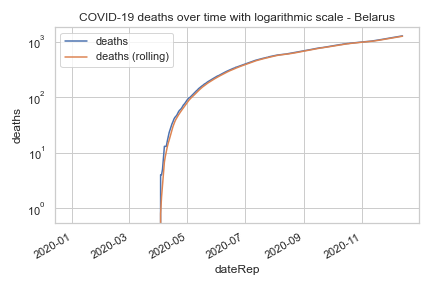 COVID-19 deaths over time with logarithmic scale - Belarus
deaths
deaths (rolling)
10³
10²
10¹
10⁰
deaths
2020-01
2020-03
2020-05
2020-07
2020-09
2020-11
dateRep